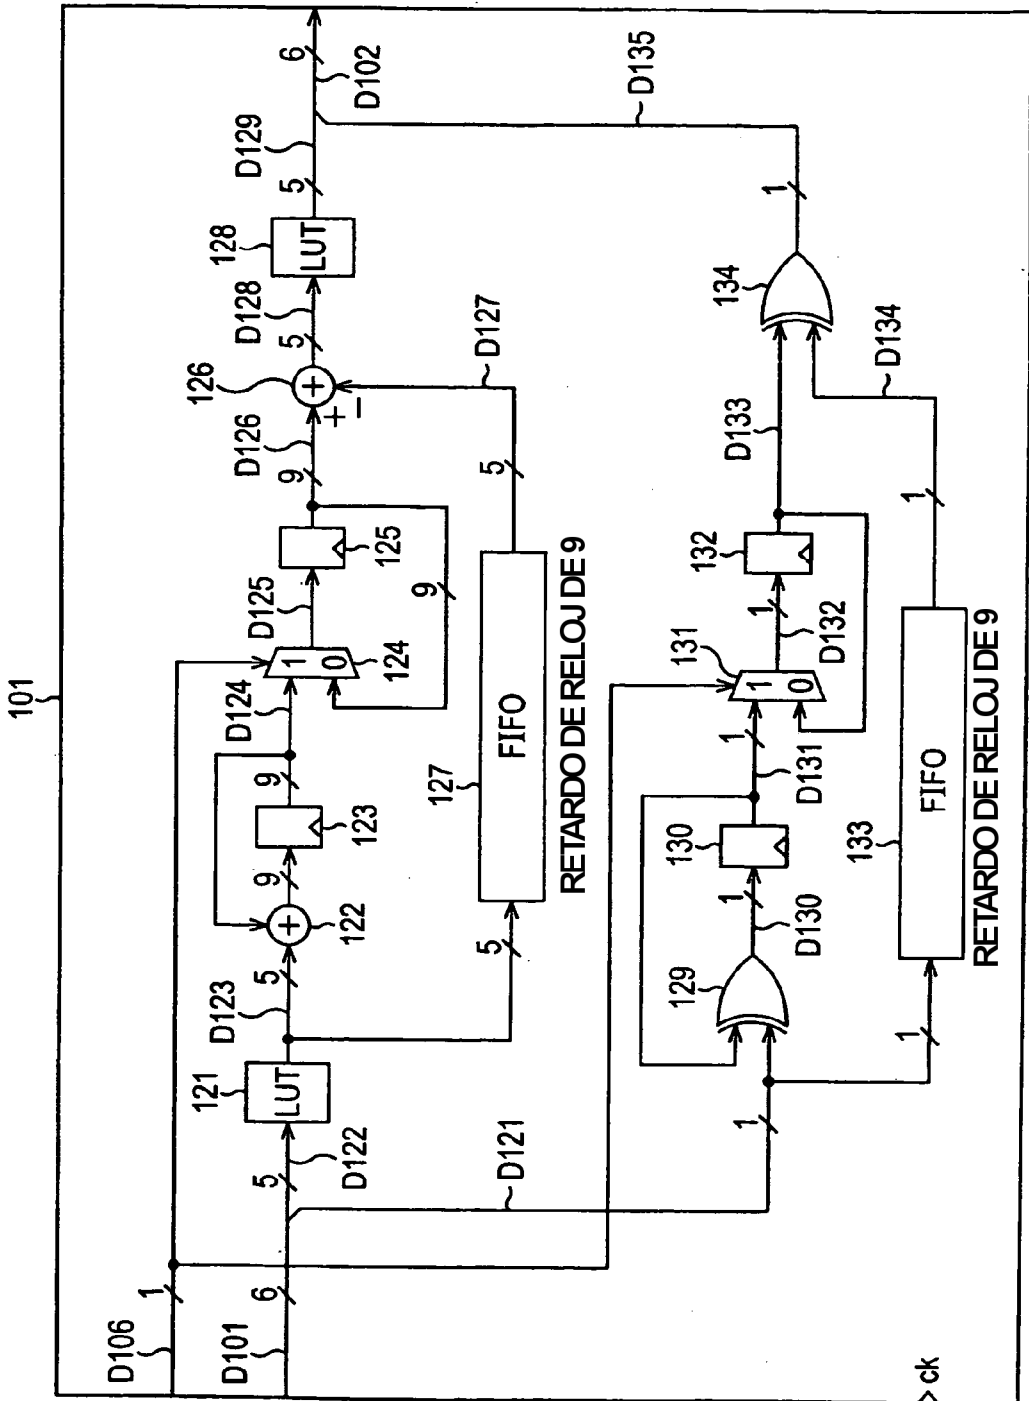 101
D106
1
D101
6
D122
5
D121
121
LUT
D123
5
122
+
9
123
9
D124
1
0
124
D125
125
9
D126
9
126
+
+
−
D128
5
128
LUT
D129
5
D102
6
D135
5
127
FIFO
RETARDO DE RELOJ DE 9
5
D127
1
129
D130
1
130
D131
1
131
1
0
D132
1
132
D133
134
1
D134
1
133
FIFO
RETARDO DE RELOJ DE 9
1
ck